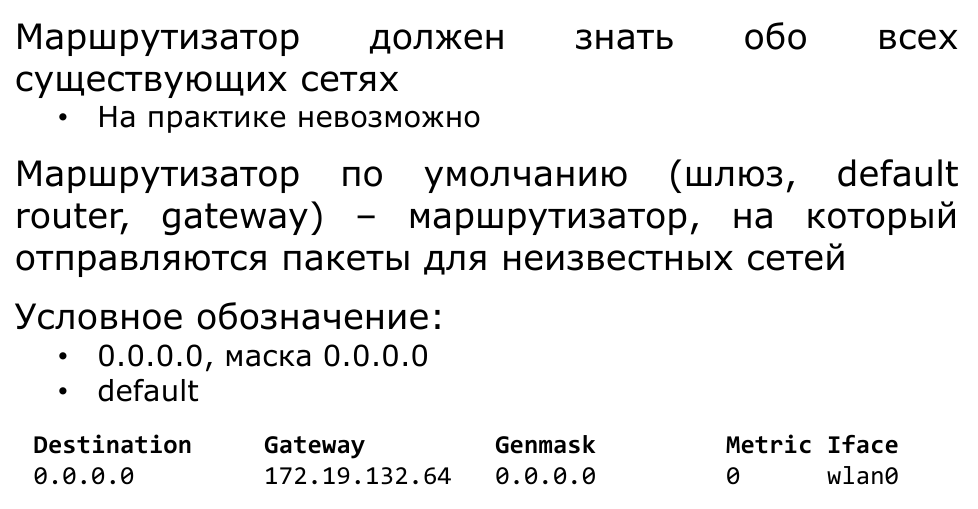 Маршрутизатор должен знать обо всех
существующих сетях
• На практике невозможно
Маршрутизатор по умолчанию (шлюз, default
router, gateway) – маршрутизатор, на который
отправляются пакеты для неизвестных сетей
Условное обозначение:
• 0.0.0.0, маска 0.0.0.0
• default
Destination Gateway Genmask Metric Iface
0.0.0.0 172.19.132.64 0.0.0.0 0 wlan0